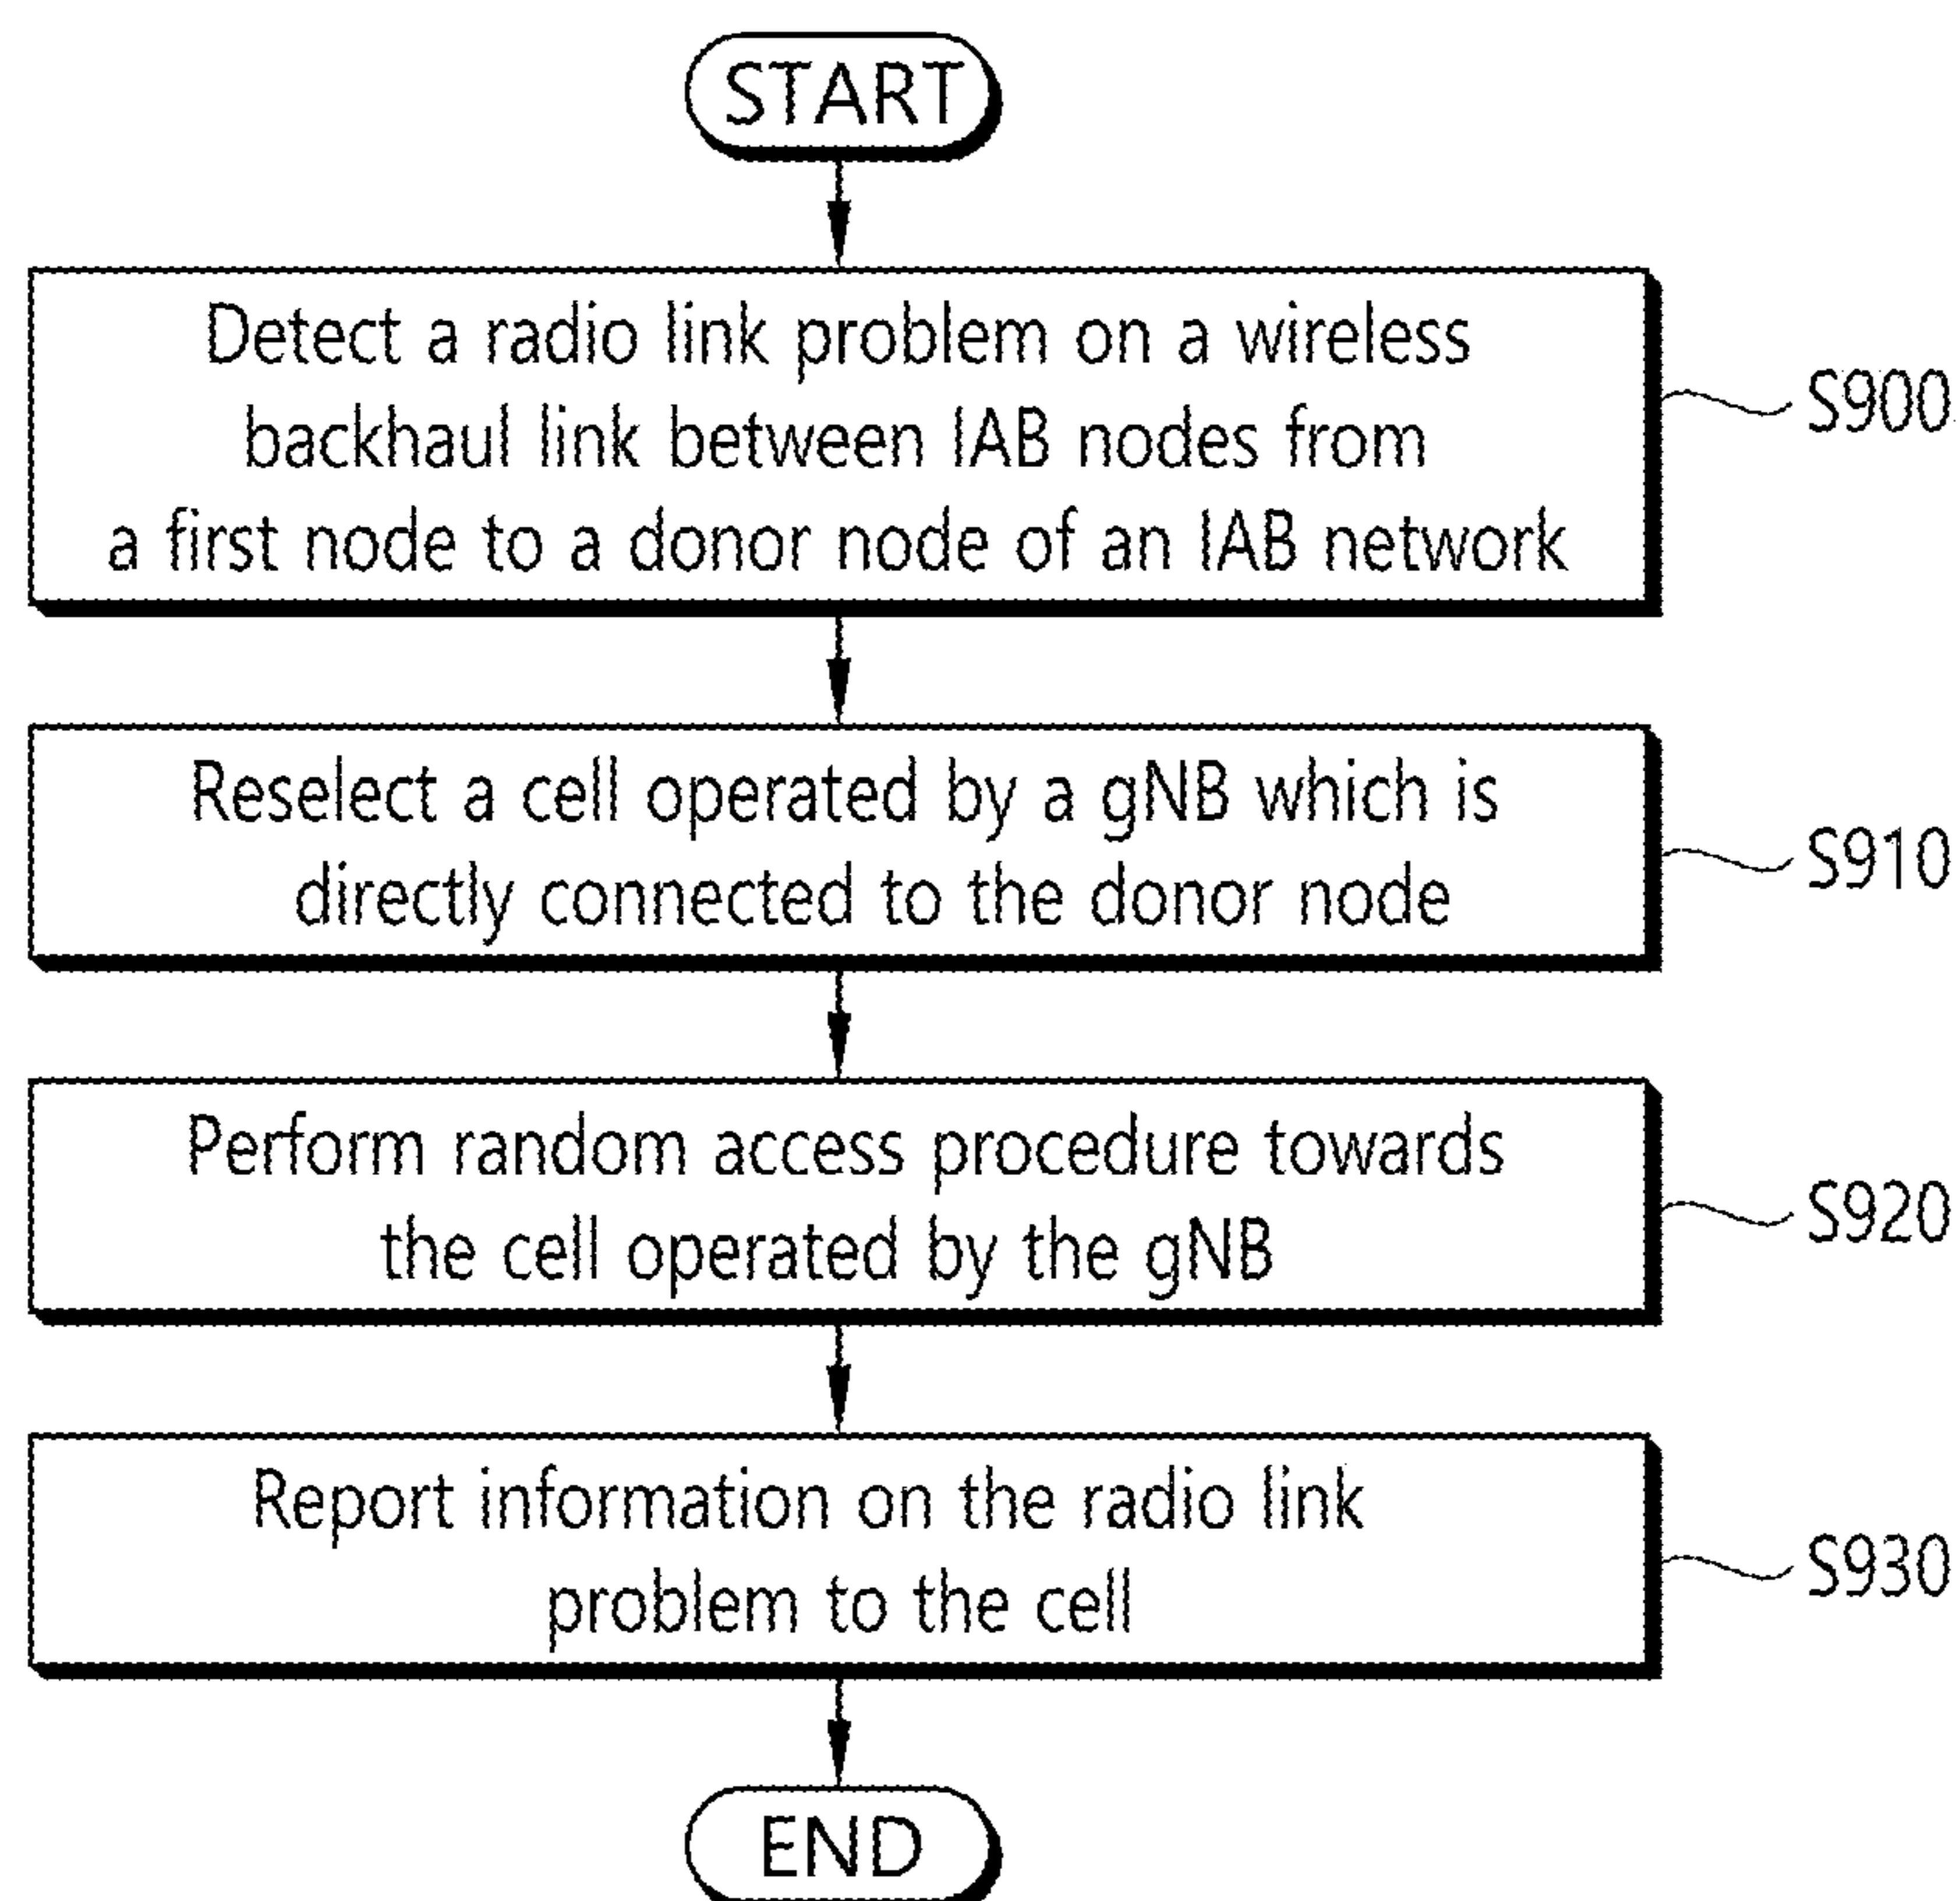 START
Detect a radio link problem on a wireless
backhaul link between IAB nodes from
a first node to a donor node of an IAB network
S900
Reselect a cell operated by a gNB which is
directly connected to the donor node
S910
Perform random access procedure towards
the cell operated by the gNB
S920
Report information on the radio link
problem to the cell
S930
END